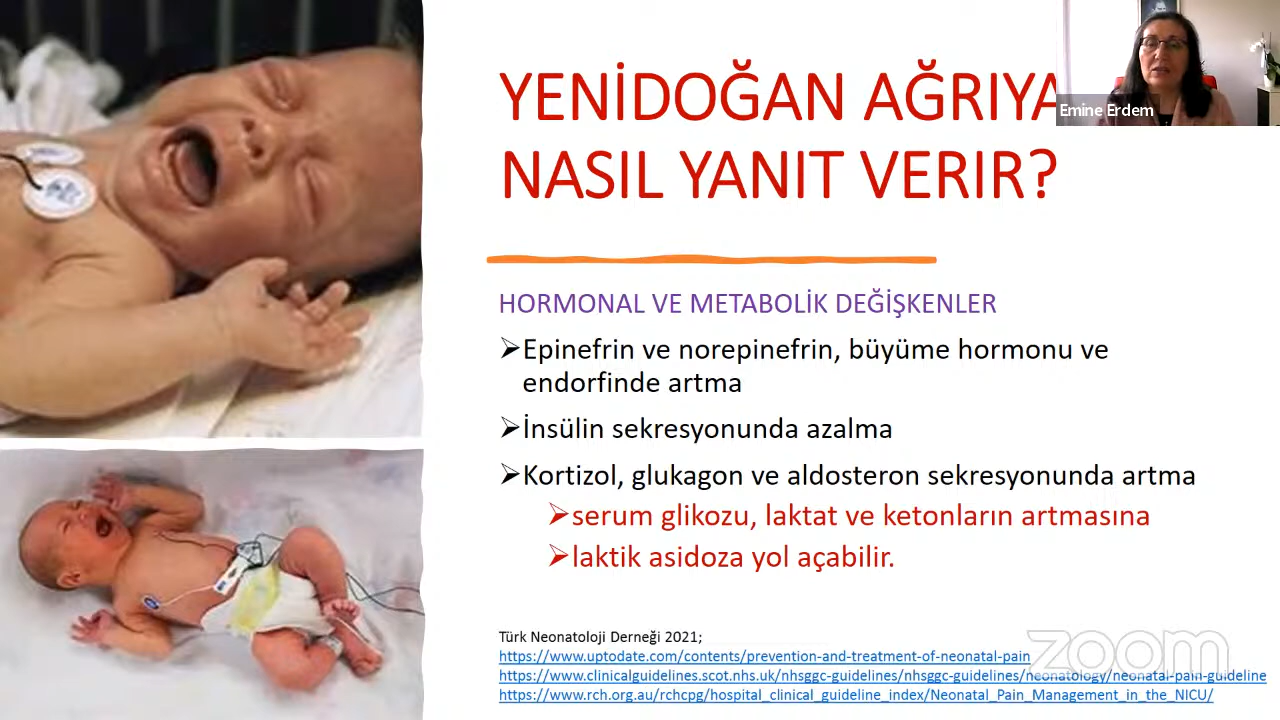 YENİDOĞAN AĞRIYA
NASIL YANIT VERIR?
Emine Erdem
HORMONAL VE METABOLİK DEĞİŞKENLER
➢Epinefrin ve norepinefrin, büyüme hormonu ve
endorfinde artma
➢İnsülin sekresyonunda azalma
➢Kortizol, glukagon ve aldosteron sekresyonunda artma
➢serum glikozu, laktat ve ketonların artmasına
➢laktik asidoza yol açabilir.
Türk Neonatoloji Derneği 2021;
https://www.uptodate.com/contents/prevention-and-treatment-of-neonatal-pain
https://www.clinicalguidelines.scot.nhs.uk/nhsggc-guidelines/nhsggc-guidelines/neonatology/neonatal-pain-guideline
https://www.rch.org.au/rchcpg/hospital_clinical_guideline_index/Neonatal_Pain_Management_in_the_NICU/
zoom